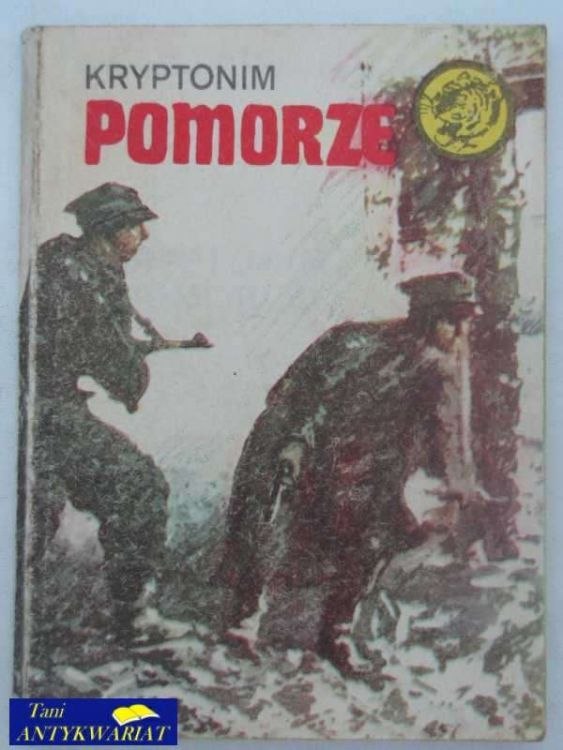 KRYPTONIM
POMORZE
Tani
ANTYKWARIAT